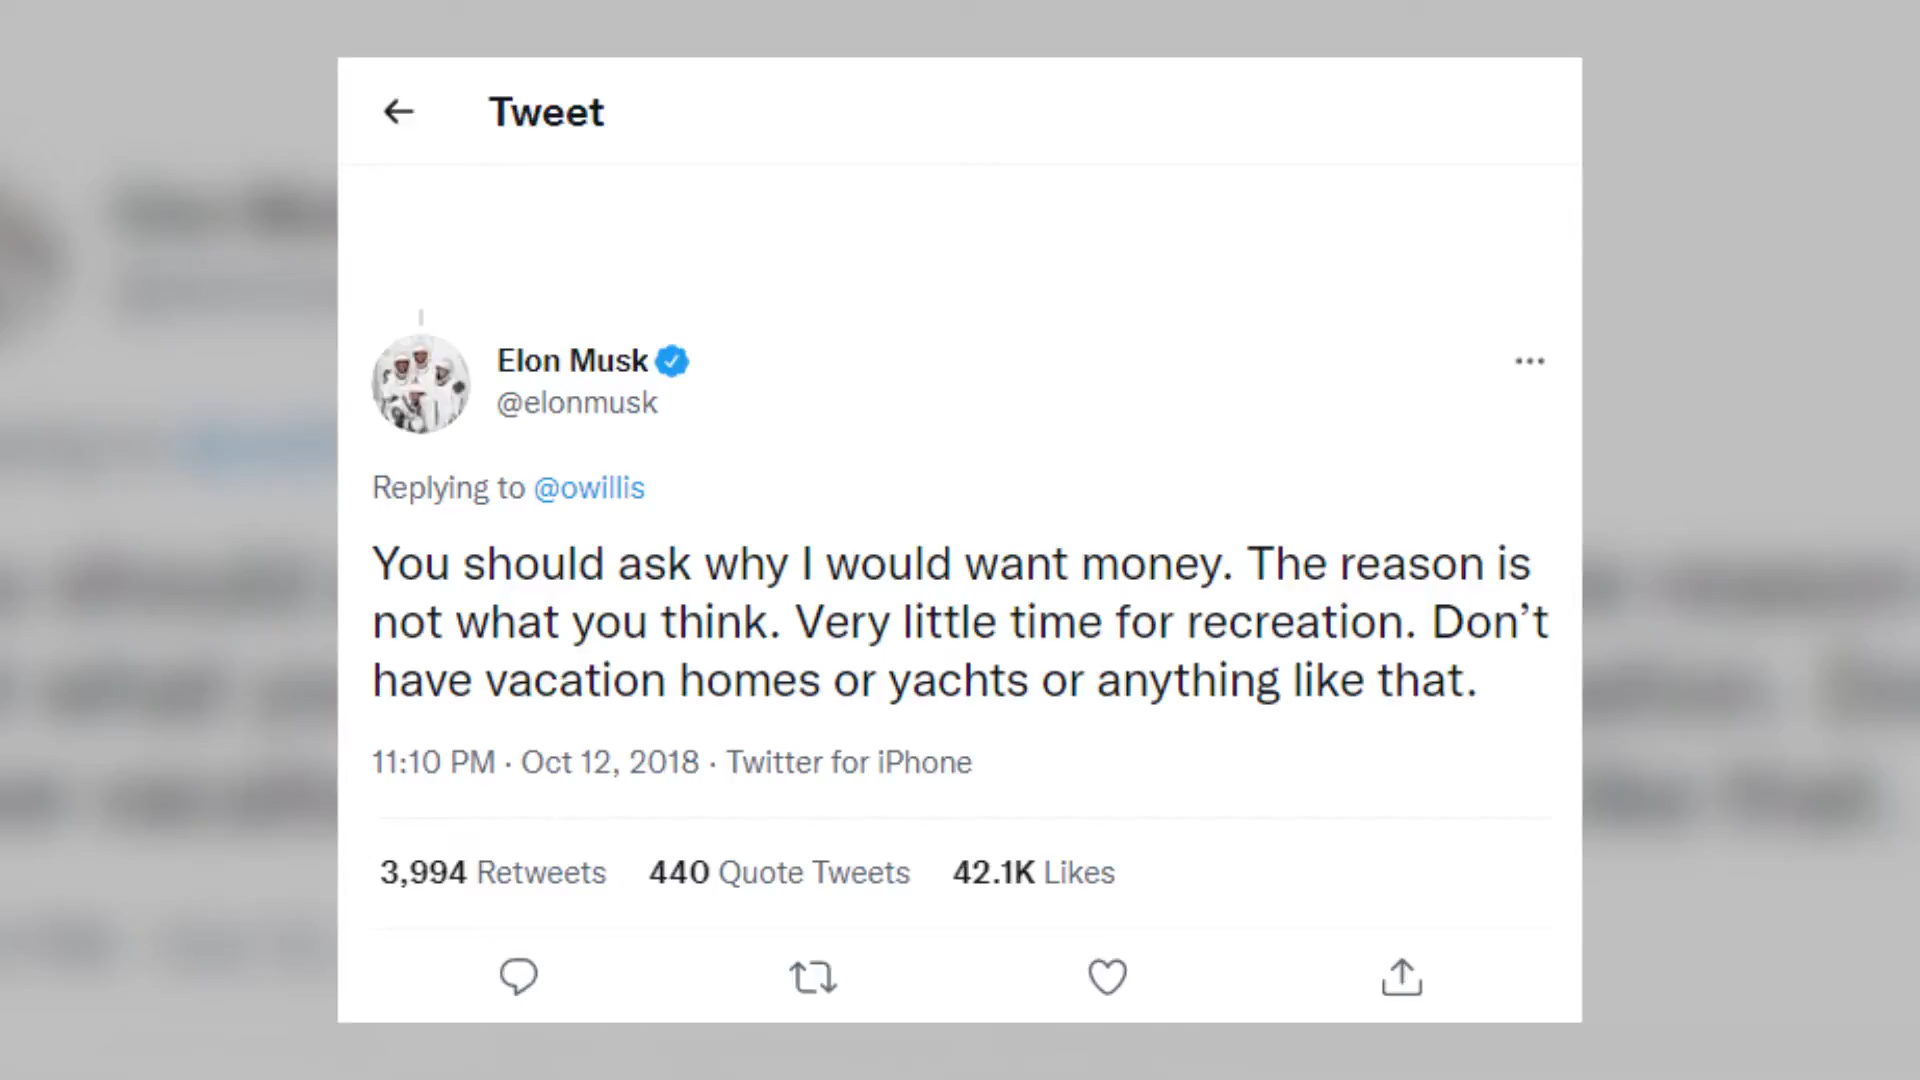 Tweet
Elon Musk
@elonmusk
Replying to @owillis
You should ask why I would want money. The reason is
not what you think. Very little time for recreation. Don’t
have vacation homes or yachts or anything like that.
11:10 PM · Oct 12, 2018 · Twitter for iPhone
3,994 Retweets 440 Quote Tweets 42.1K Likes